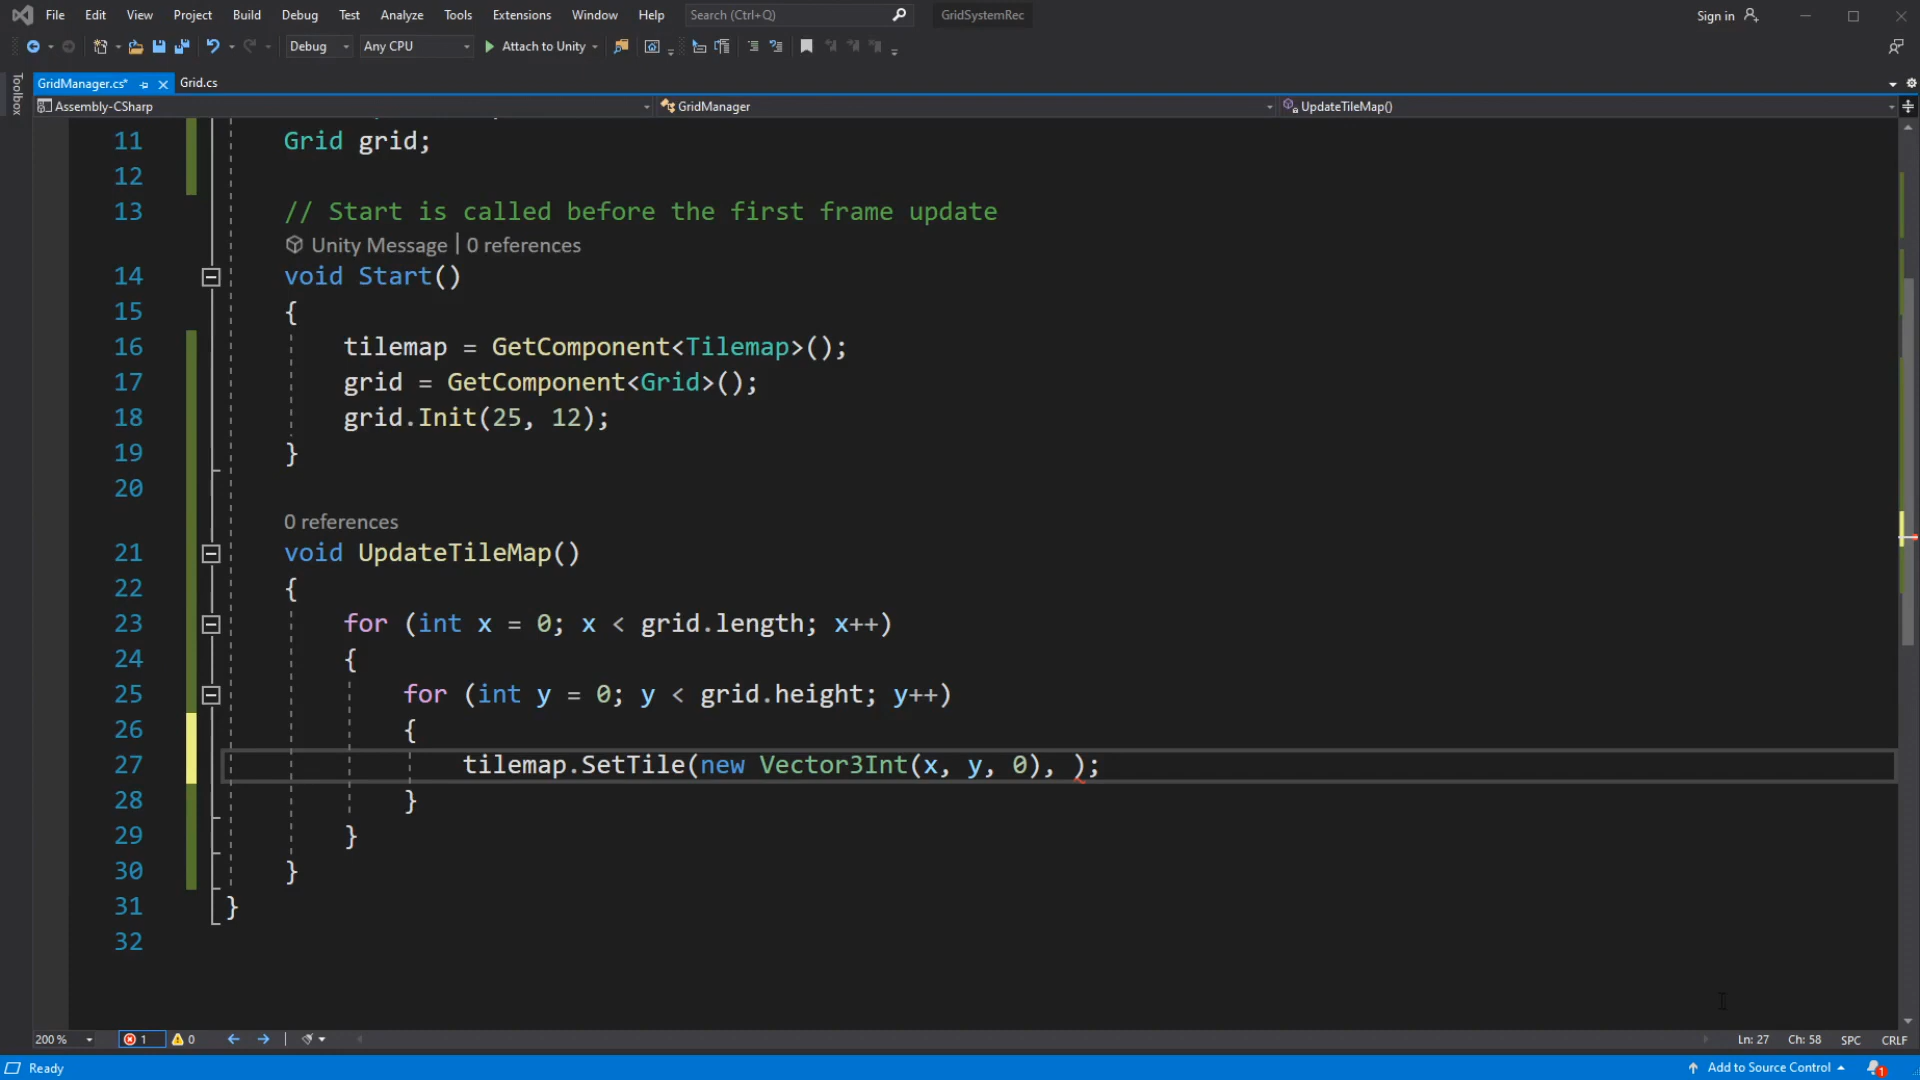 File Edit View Project Build Debug Test Analyze Tools Extensions Window Help Search (Ctrl+Q) GridSystemRec Sign in
Debug Any CPU Attach to Unity
Toolbox
GridManager.cs* Grid.cs
Assembly-CSharp GridManager UpdateTileMap()
11 Grid grid;
12
13 // Start is called before the first frame update
Unity Message | 0 references
14 void Start()
15 {
16 tilemap = GetComponent<Tilemap>();
17 grid = GetComponent<Grid>();
18 grid.Init(25, 12);
19 }
20
0 references
21 void UpdateTileMap()
22 {
23 for (int x = 0; x < grid.length; x++)
24 {
25 for (int y = 0; y < grid.height; y++)
26 {
27 tilemap.SetTile(new Vector3Int(x, y, 0), );
28 }
29 }
30 }
31 }
32
200 % 1 0 Ln: 27 Ch: 58 SPC CRLF
Ready Add to Source Control 1